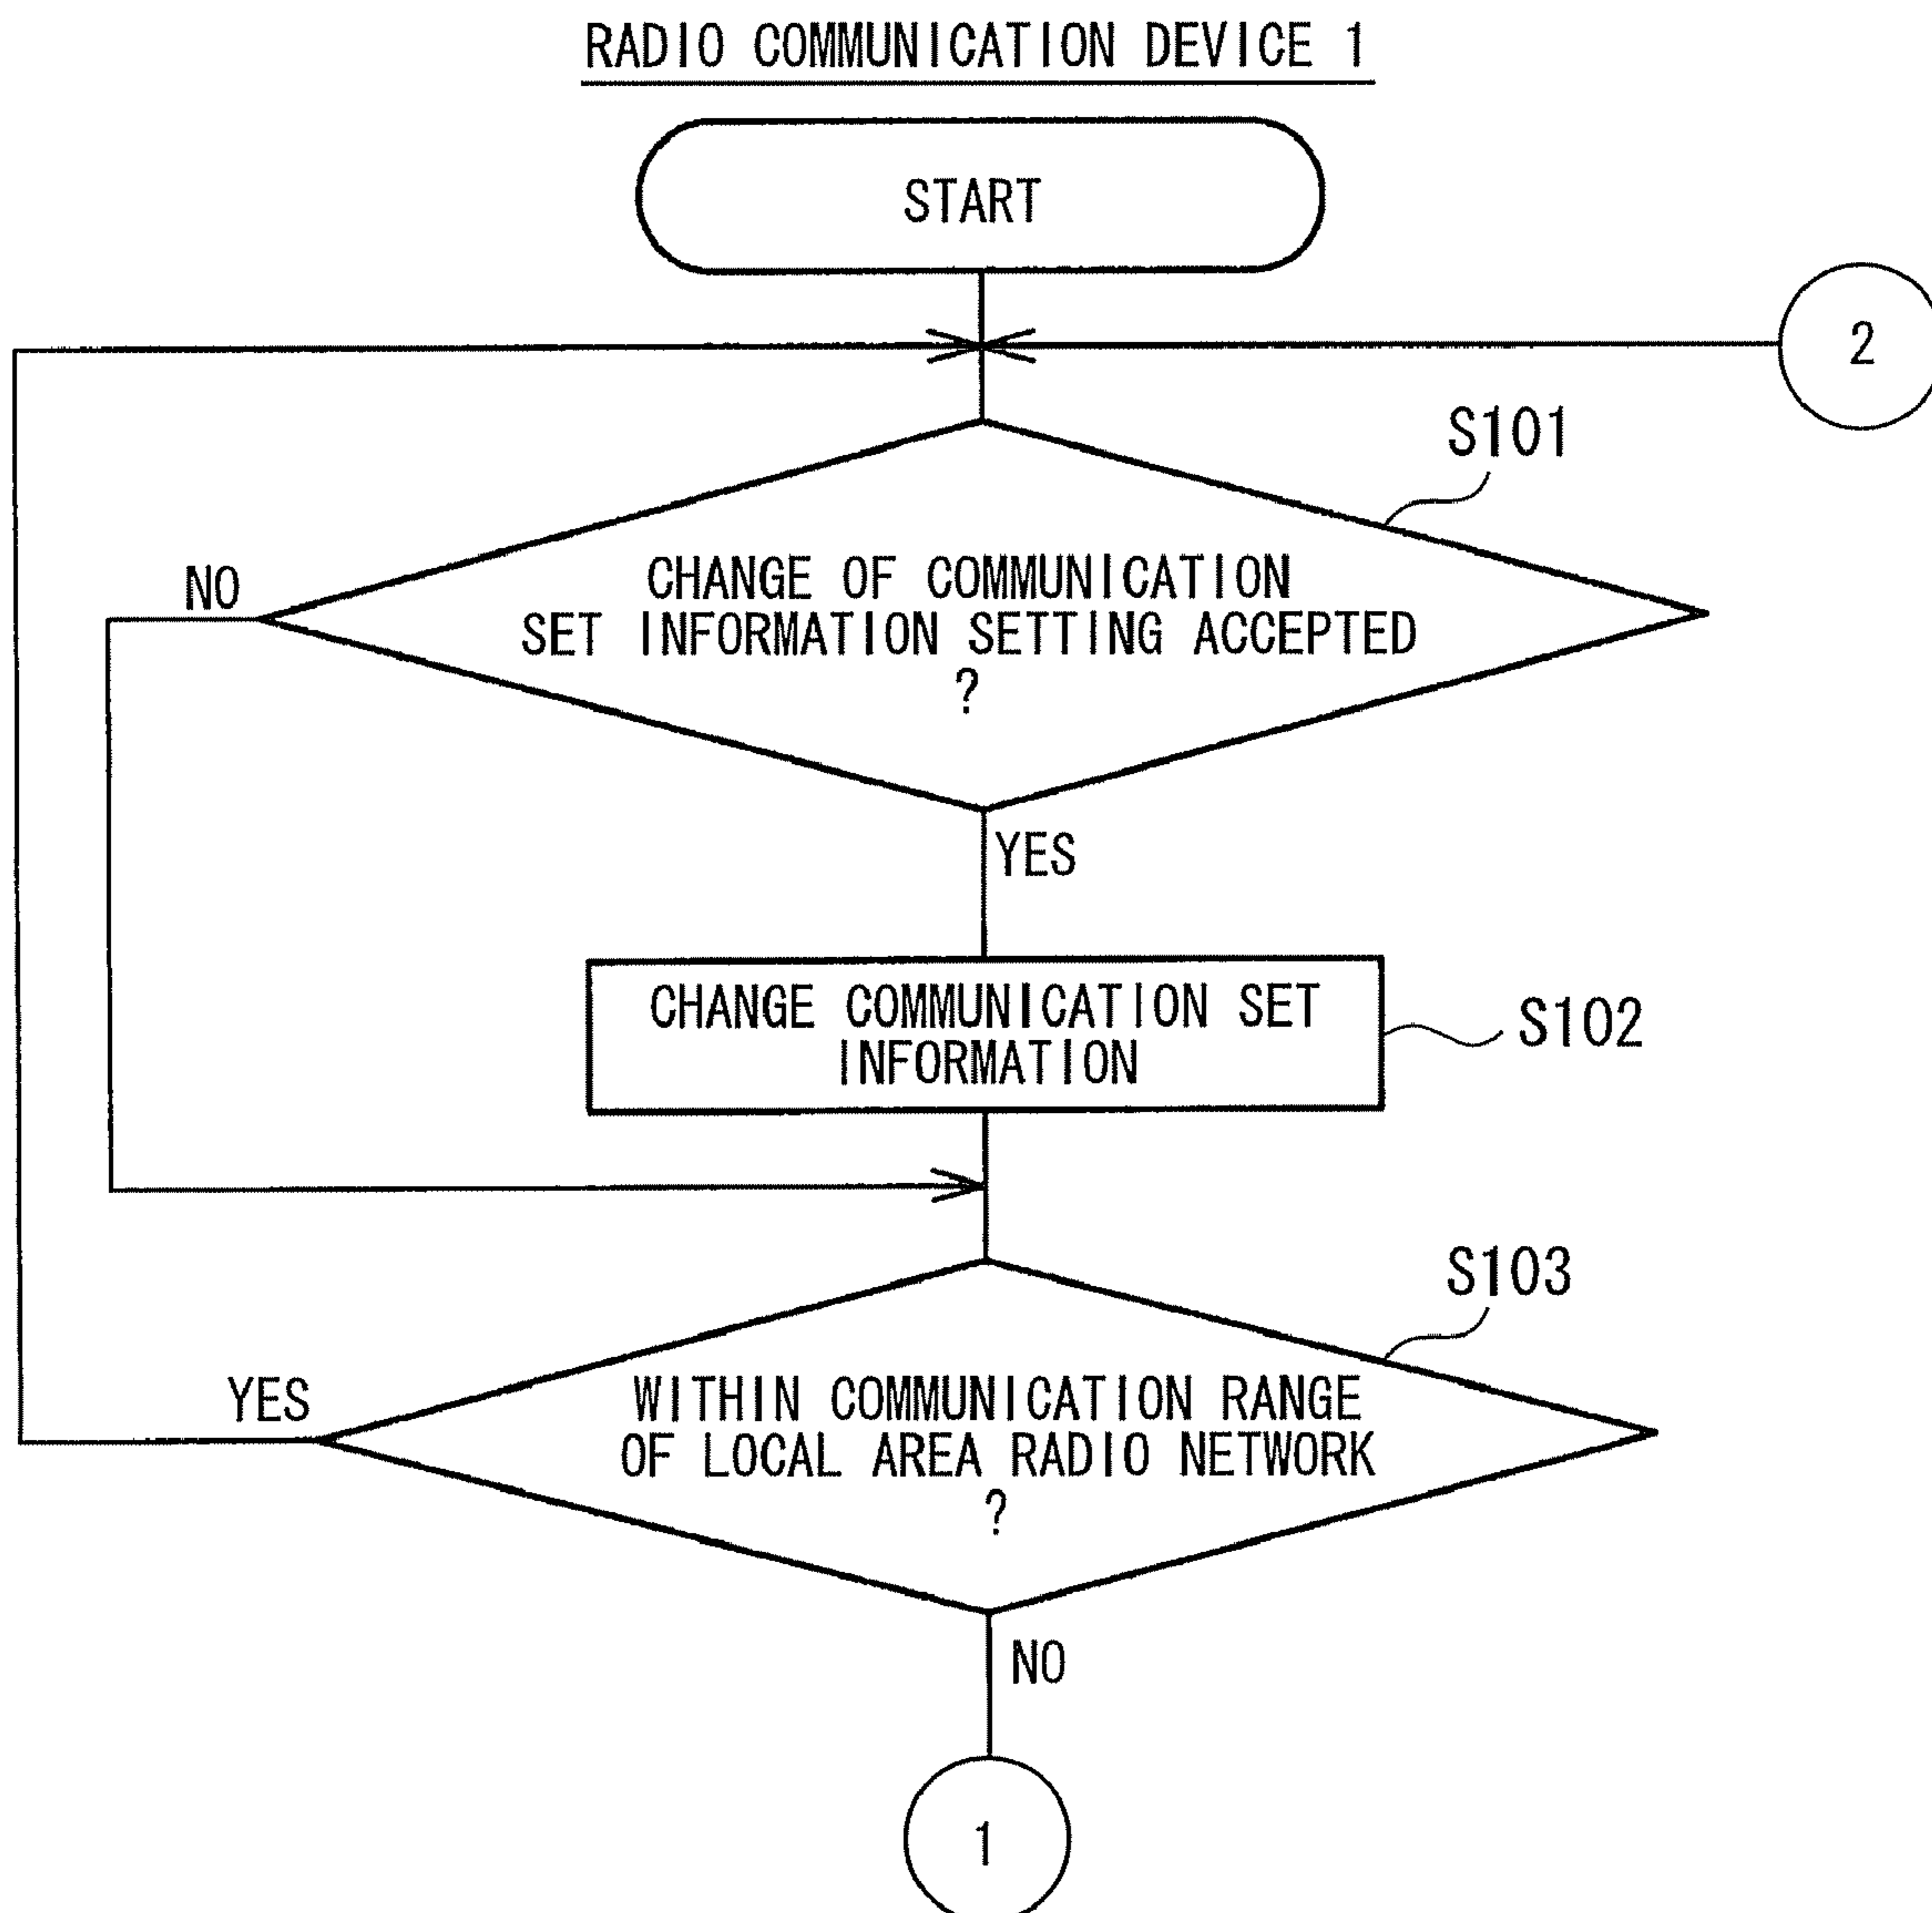 RADIO COMMUNICATION DEVICE 1
START
2
S101
NO
CHANGE OF COMMUNICATION
SET INFORMATION SETTING ACCEPTED
?
YES
CHANGE COMMUNICATION SET
INFORMATION
S102
S103
YES
WITHIN COMMUNICATION RANGE
OF LOCAL AREA RADIO NETWORK
?
NO
1